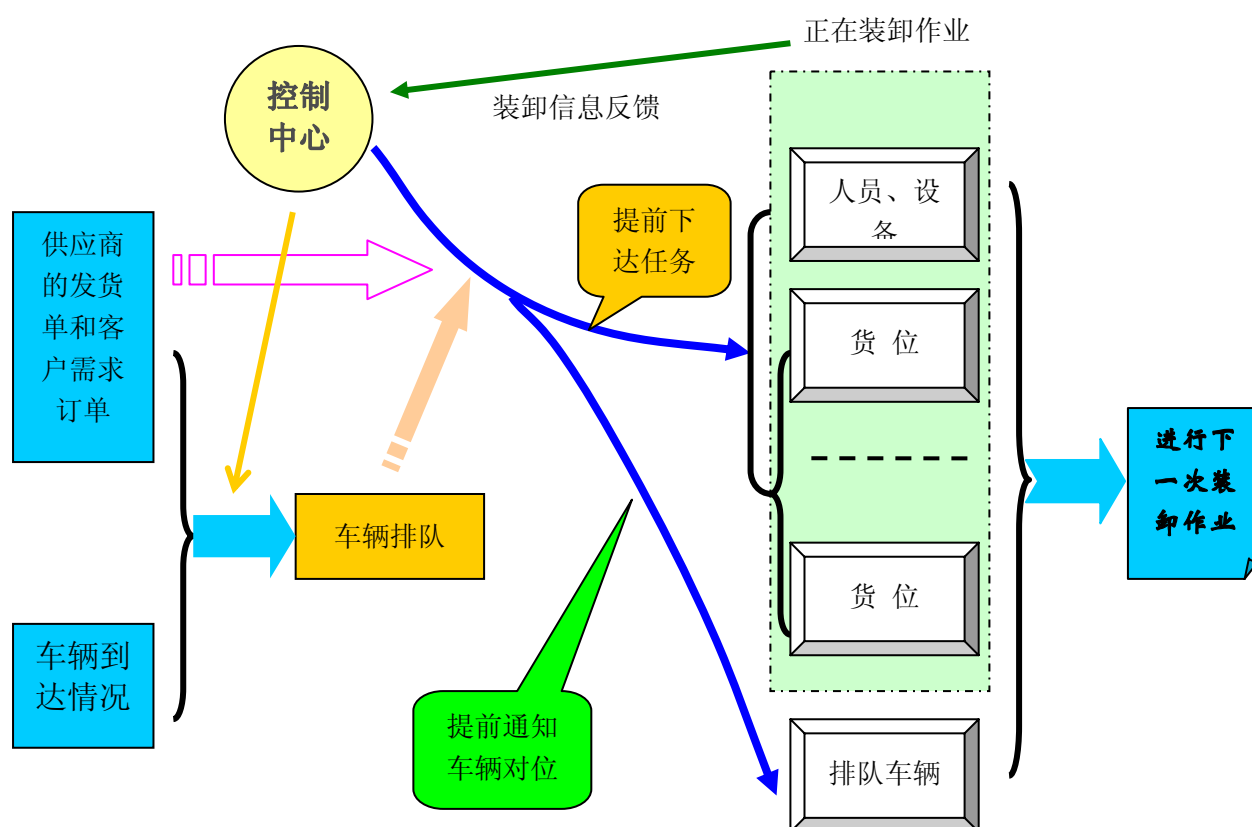 正在装卸作业
控制
中心
装卸信息反馈
人员、设
备
提前下
达任务
供应商
的发货
单和客
户需求
订单
货 位
进行下
一次装
卸作业
车辆排队
货 位
车辆到
达情况
提前通知
车辆对位
排队车辆